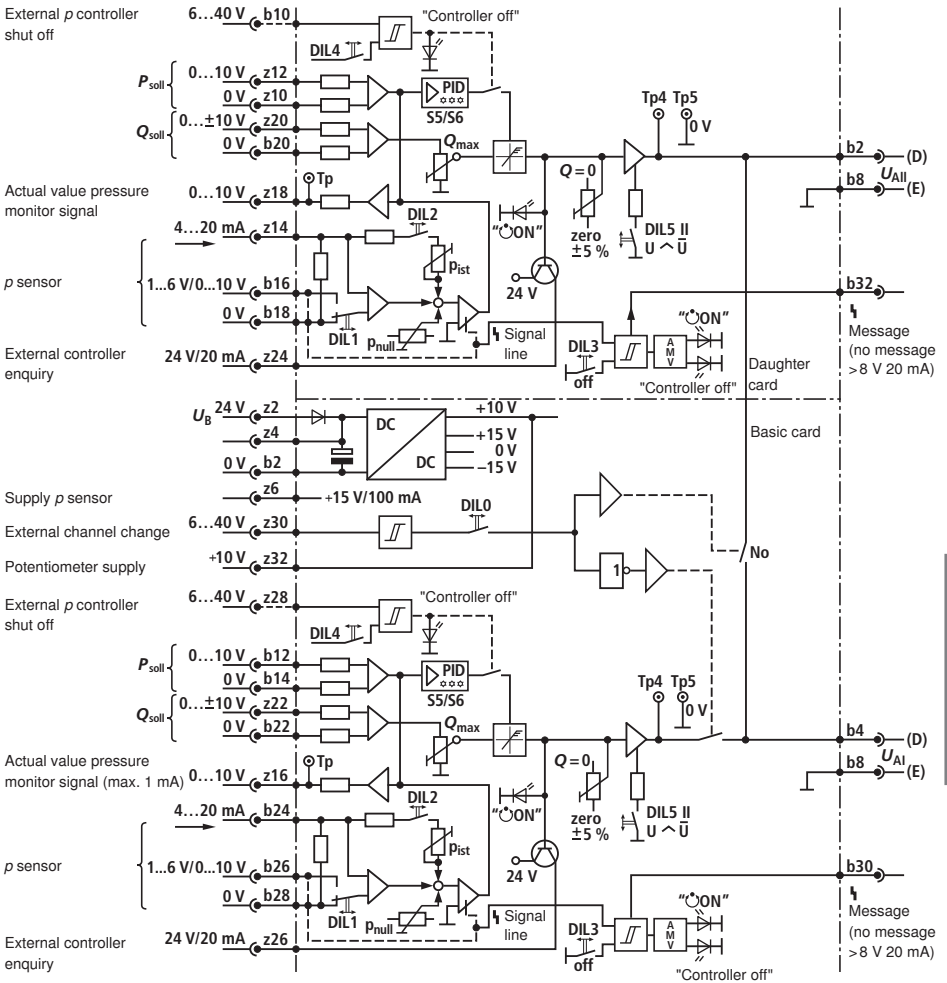 External p controller
shut off
6...40 V b10
"Controller off"
DIL4
P soll
0...10 V z12
0 V z10
PID
S5/S6
Q soll
0...±10 V z20
0 V b20
Q max
Tp4 Tp5
0 V
b2 (D)
U AII
b8 (E)
Q = 0
zero
±5 %
DIL5 II
U ^ Ū
Actual value pressure
monitor signal
0...10 V z18
Tp
"ON"
24 V
p sensor
4...20 mA z14
DIL2
p ist
1...6 V/0...10 V b16
0 V b18
DIL1
p null
Signal
line
DIL3
off
A
M
V
"ON"
"Controller off"
b32
Message
(no message
>8 V 20 mA)
External controller
enquiry
24 V/20 mA z24
Daughter
card
Basic card
U B 24 V z2
z4
0 V b2
DC
DC
+10 V
+15 V
0 V
−15 V
Supply p sensor
z6
+15 V/100 mA
External channel change
6...40 V z30
DIL0
1
No
Potentiometer supply
+10 V z32
External p controller
shut off
6...40 V z28
"Controller off"
DIL4
P soll
0...10 V b12
0 V b14
PID
S5/S6
Q soll
0...±10 V z22
0 V b22
Q max
Tp4 Tp5
0 V
b4 (D)
U AI
b8 (E)
Q = 0
zero
±5 %
DIL5 II
U ^ Ū
Actual value pressure
monitor signal (max. 1 mA)
0...10 V z16
Tp
"ON"
24 V
p sensor
4...20 mA b24
DIL2
p ist
1...6 V/0...10 V b26
0 V b28
DIL1
p null
Signal
line
DIL3
off
A
M
V
"ON"
"Controller off"
b30
Message
(no message
>8 V 20 mA)
External controller
enquiry
24 V/20 mA z26